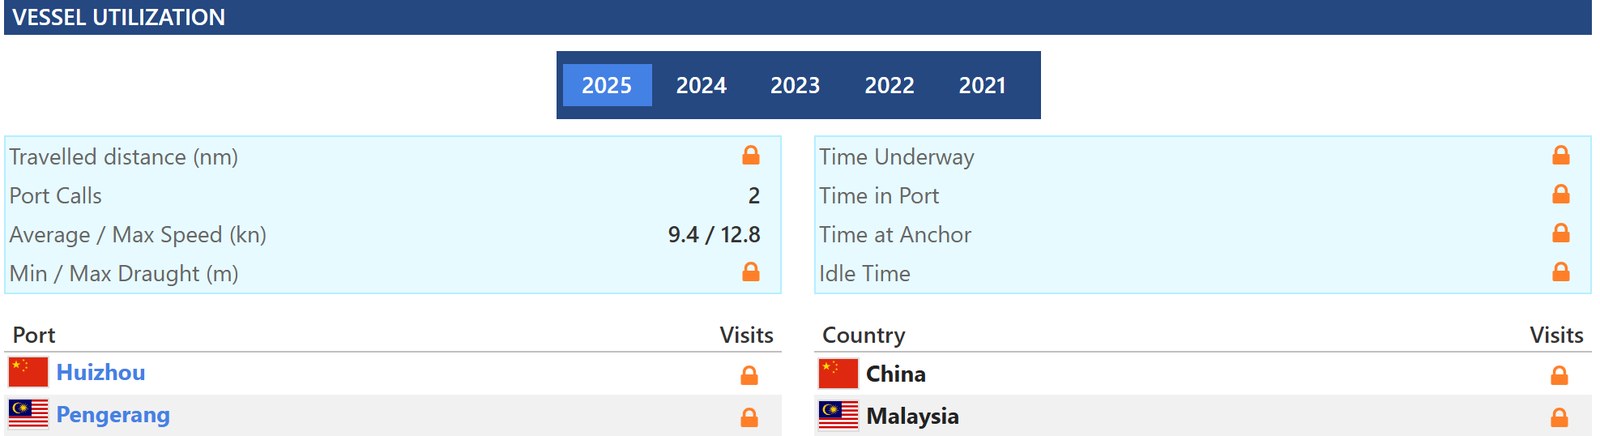 VESSEL UTILIZATION
2025 2024 2023 2022 2021
Travelled distance (nm)
Port Calls 2
Average / Max Speed (kn) 9.4 / 12.8
Min / Max Draught (m)
Time Underway
Time in Port
Time at Anchor
Idle Time
Port Visits
Huizhou
Pengerang
Country Visits
China
Malaysia